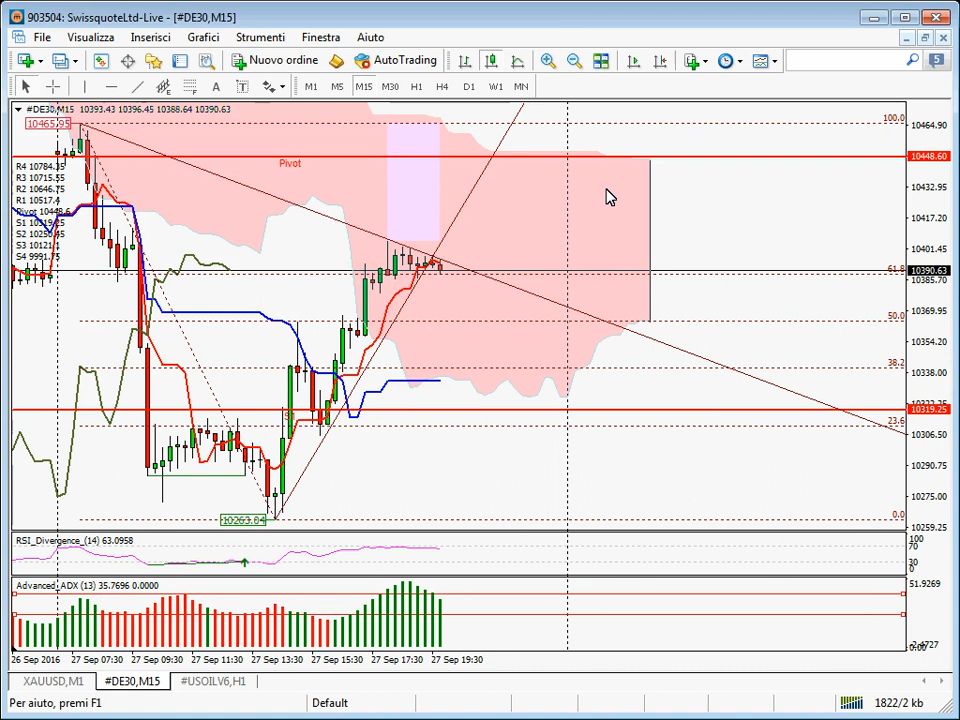 903504: SwissquoteLtd-Live - [#DE30,M15]
File Visualizza Inserisci Grafici Strumenti Finestra Aiuto
Nuovo ordine AutoTrading 5
A T M1 M5 M15 M30 H1 H4 D1 W1 MN
#DE30,M15 10393.43 10396.45 10388.64 10390.63
10465.95
100.0
10464.90
Pivot
10448.60
R4 10784.35
R3 10715.55
R2 10646.75
R1 10517.4
Pivot 10448.6
S1 10319.25
S2 10250.45
S3 10121.1
S4 9991.75
10432.95
10417.20
10401.45
61.8
10390.63
10385.70
10369.95
50.0
10354.20
38.2
10338.00
10319.25
23.6
10306.50
10290.75
10275.00
10263.04
0.0
10259.25
RSI_Divergence_(14) 63.0958
100
70
30
0
Advanced_ADX (13) 35.7696 0.0000
51.9269
26 Sep 2016 27 Sep 07:30 27 Sep 09:30 27 Sep 11:30 27 Sep 13:30 27 Sep 15:30 27 Sep 17:30 27 Sep 19:30
XAUUSD,M1 #DE30,M15 #USOILV6,H1
Per aiuto, premi F1 Default 1822/2 kb